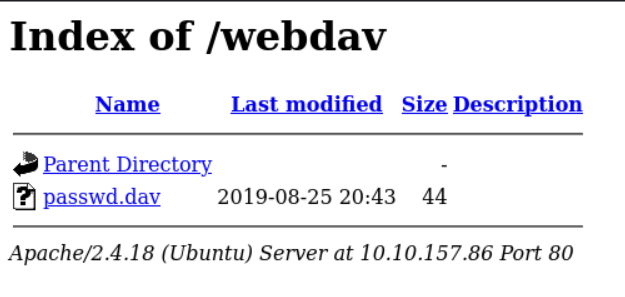 Index of /webdav
Name Last modified Size Description
Parent Directory -
passwd.dav 2019-08-25 20:43 44
Apache/2.4.18 (Ubuntu) Server at 10.10.157.86 Port 80